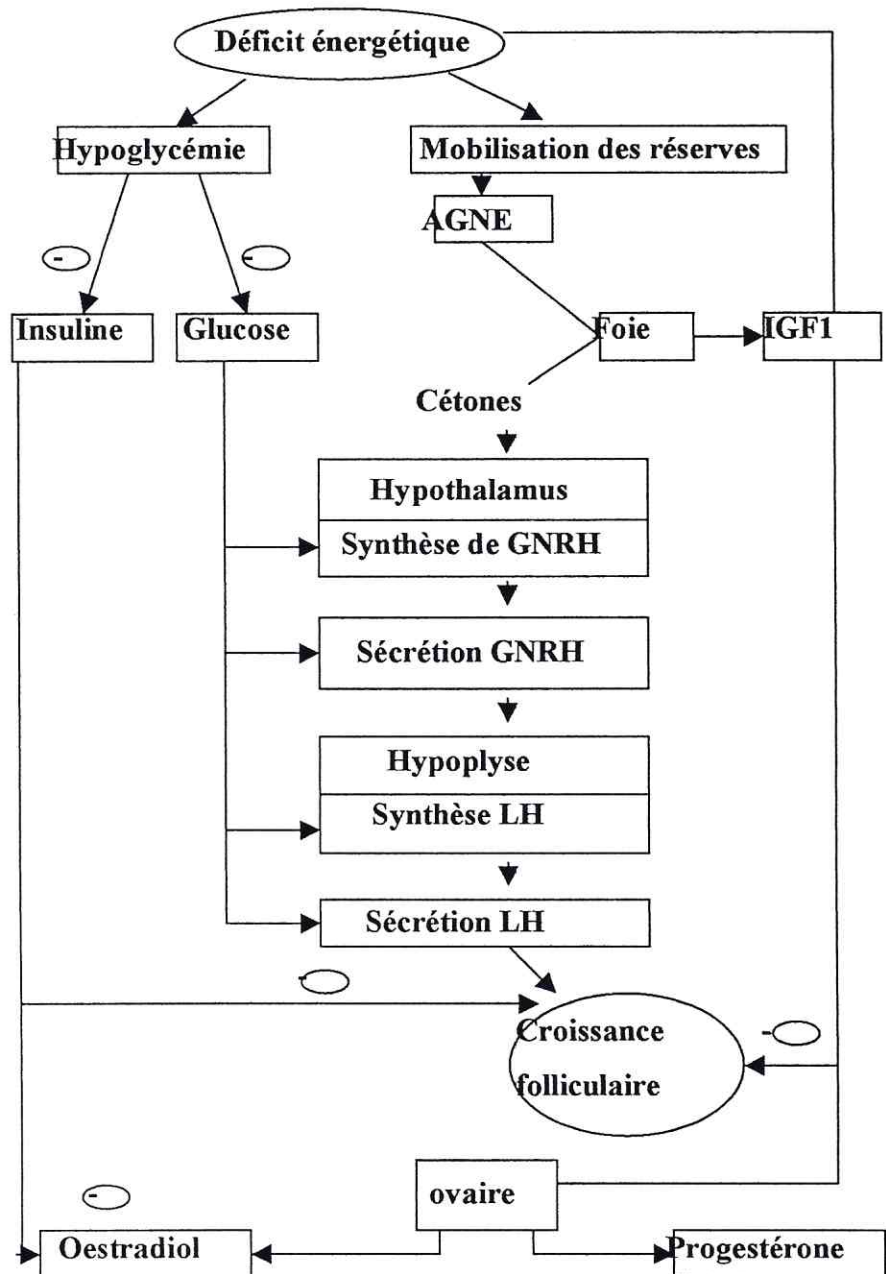 Déficit énergétique
Hypoglycémie
Mobilisation des réserves
AGNE
-
-
Insuline
Glucose
Foie
IGF1
Cétones
Hypothalamus
Synthèse de GNRH
Sécrétion GNRH
Hypoplyse
Synthèse LH
Sécrétion LH
-
Croissance
folliculaire
-
ovaire
-
Oestradiol
Progestérone